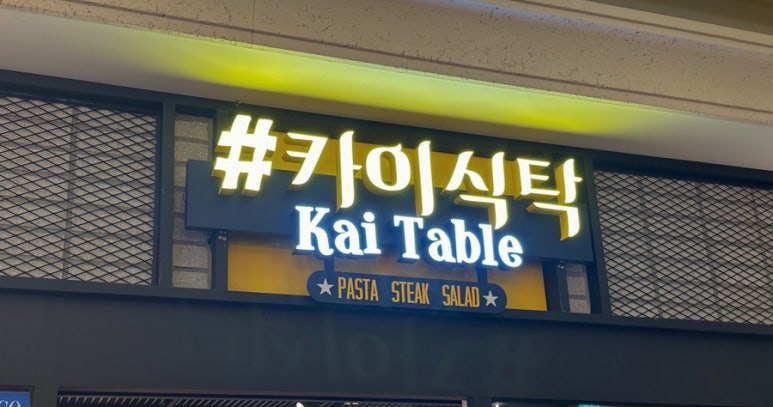 #카이식탁
Kai Table
★PASTA STEAK SALAD★